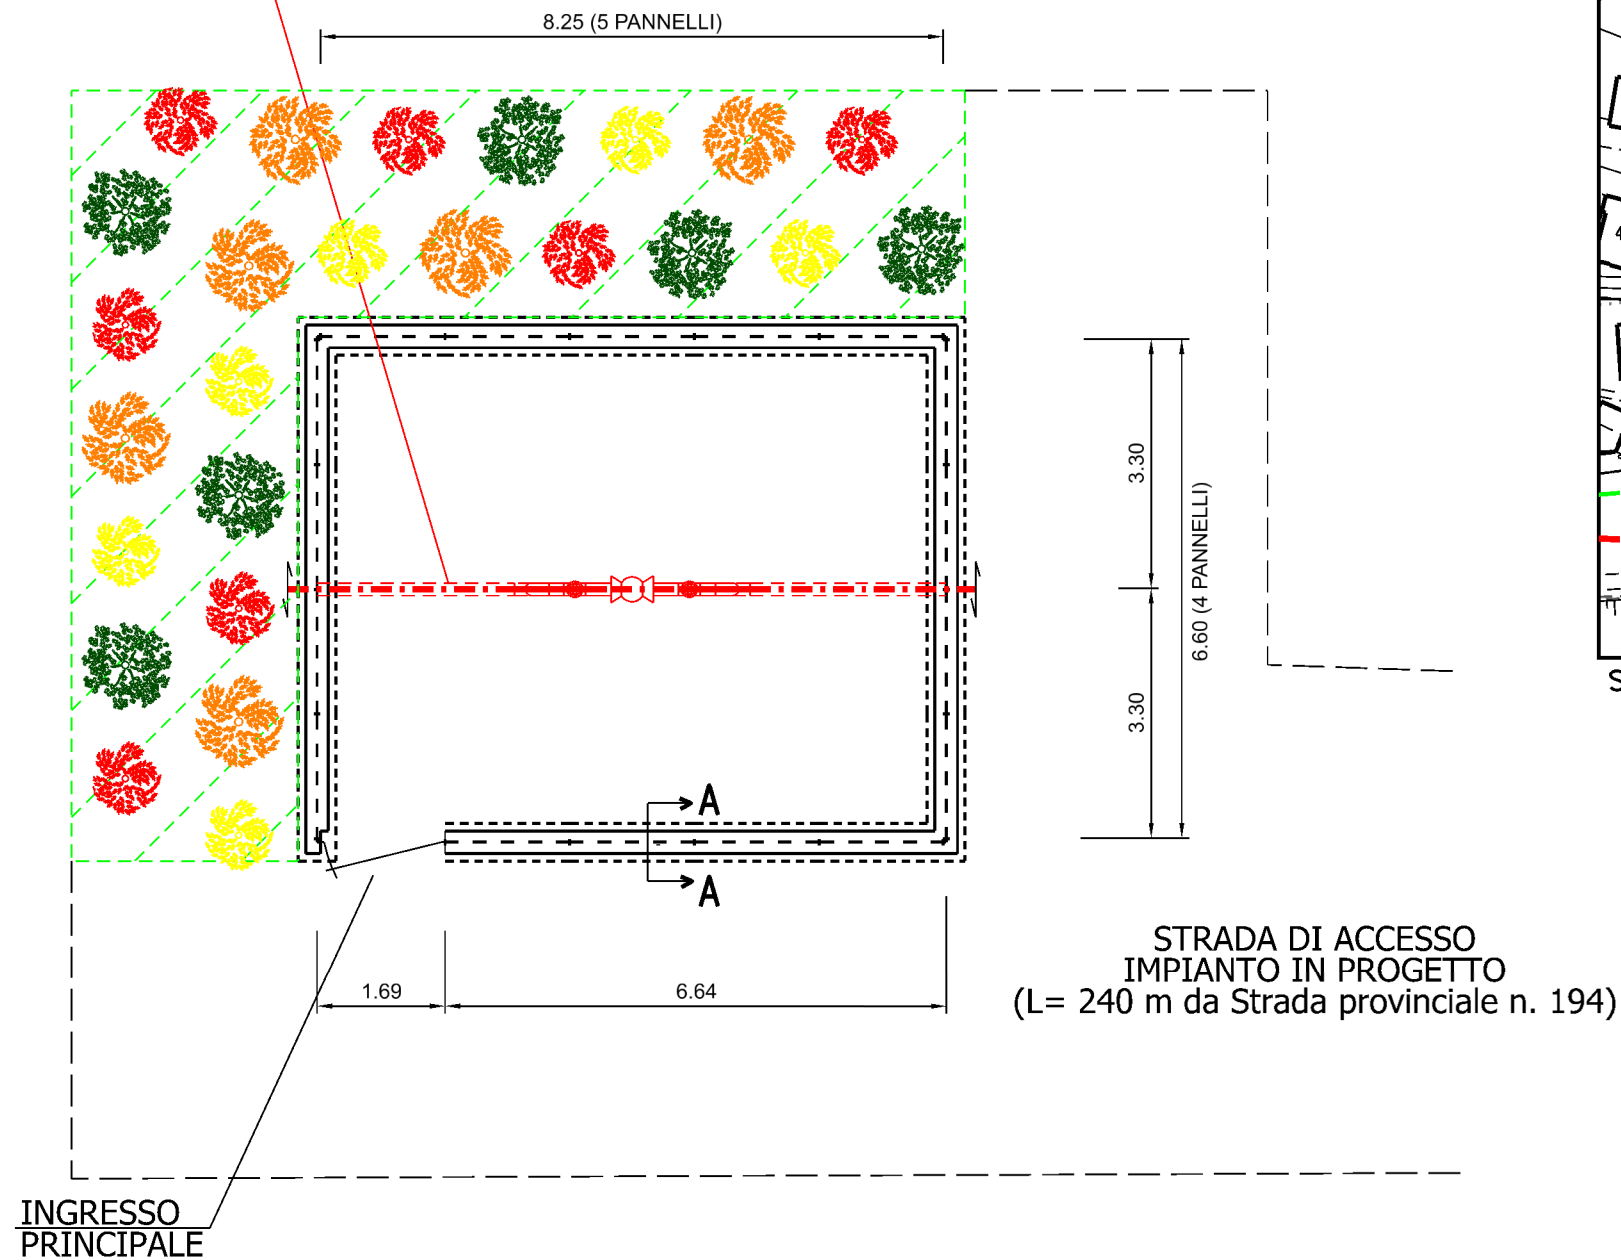 8.25 (5 PANNELLI)
3.30
6.60 (4 PANNELLI)
3.30
A
A
STRADA DI ACCESSO
IMPIANTO IN PROGETTO
(L= 240 m da Strada provinciale n. 194)
1.69
6.64
INGRESSO
PRINCIPALE